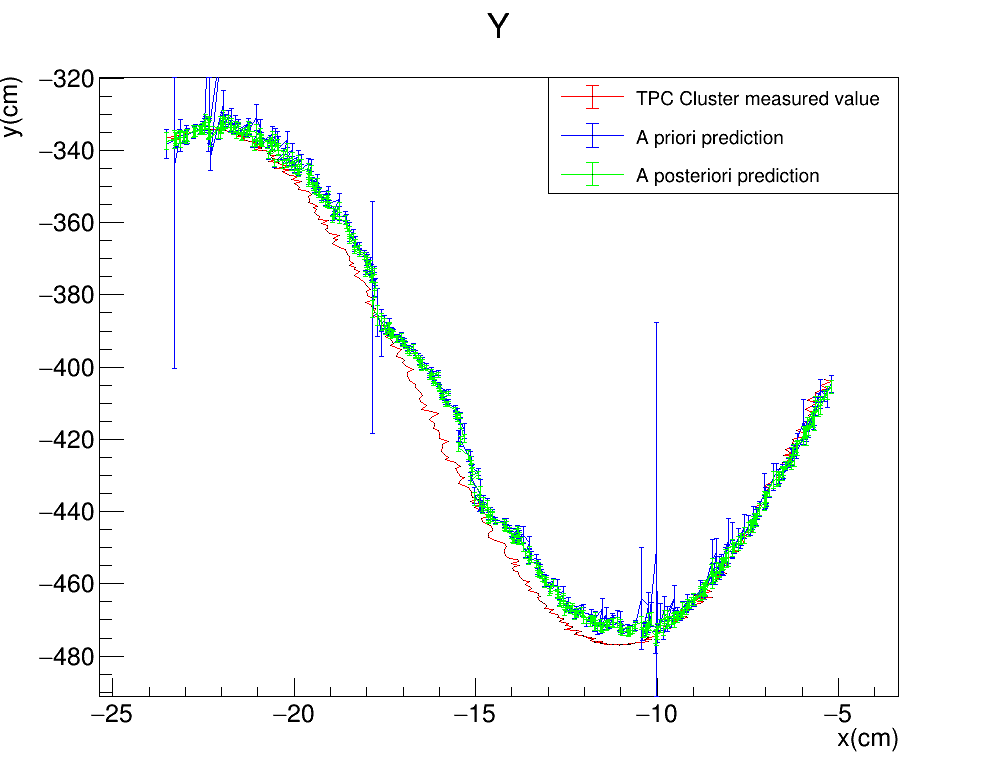 Y
y(cm)
−320
−340
−360
−380
−400
−420
−440
−460
−480
TPC Cluster measured value
A priori prediction
A posteriori prediction
−25 −20 −15 −10 −5
x(cm)